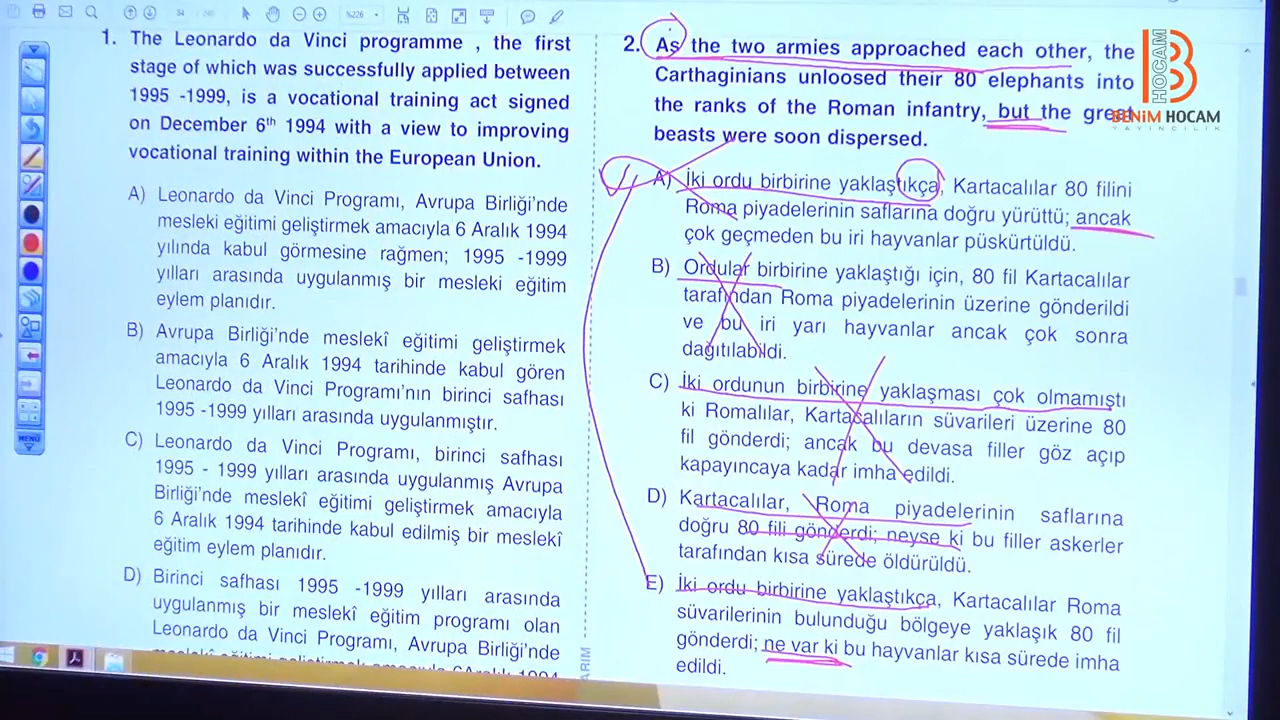 %226
1. The Leonardo da Vinci programme , the first
stage of which was successfully applied between
1995 -1999, is a vocational training act signed
on December 6th 1994 with a view to improving
vocational training within the European Union.
A) Leonardo da Vinci Programı, Avrupa Birliği'nde
mesleki eğitimi geliştirmek amacıyla 6 Aralık 1994
yılında kabul görmesine rağmen; 1995 -1999
yılları arasında uygulanmış bir mesleki eğitim
eylem planıdır.
B) Avrupa Birliği'nde meslekî eğitimi geliştirmek
amacıyla 6 Aralık 1994 tarihinde kabul gören
Leonardo da Vinci Programı'nın birinci safhası
1995 -1999 yılları arasında uygulanmıştır.
C) Leonardo da Vinci Programı, birinci safhası
1995 - 1999 yılları arasında uygulanmış Avrupa
Birliği'nde meslekî eğitimi geliştirmek amacıyla
6 Aralık 1994 tarihinde kabul edilmiş bir meslekî
eğitim eylem planıdır.
D) Birinci safhası 1995 -1999 yılları arasında
uygulanmış bir meslekî eğitim programı olan
Leonardo da Vinci Programı, Avrupa Birliği'nde
2. As the two armies approached each other, the
Carthaginians unloosed their 80 elephants into
the ranks of the Roman infantry, but the great
beasts were soon dispersed.
A) İki ordu birbirine yaklaştıkça, Kartacalılar 80 filini
Roma piyadelerinin saflarına doğru yürüttü; ancak
çok geçmeden bu iri hayvanlar püskürtüldü.
B) Ordular birbirine yaklaştığı için, 80 fil Kartacalılar
tarafından Roma piyadelerinin üzerine gönderildi
ve bu iri yarı hayvanlar ancak çok sonra
dağıtılabildi.
C) İki ordunun birbirine yaklaşması çok olmamıştı
ki Romalılar, Kartacalıların süvarileri üzerine 80
fil gönderdi; ancak bu devasa filler göz açıp
kapayıncaya kadar imha edildi.
D) Kartacalılar, Roma piyadelerinin saflarına
doğru 80 fili gönderdi; neyse ki bu filler askerler
tarafından kısa sürede öldürüldü.
E) İki ordu birbirine yaklaştıkça, Kartacalılar Roma
süvarilerinin bulunduğu bölgeye yaklaşık 80 fil
gönderdi; ne var ki bu hayvanlar kısa sürede imha
edildi.
MENÜ
HOCAM
BENiM HOCAM
YAYINCILIK